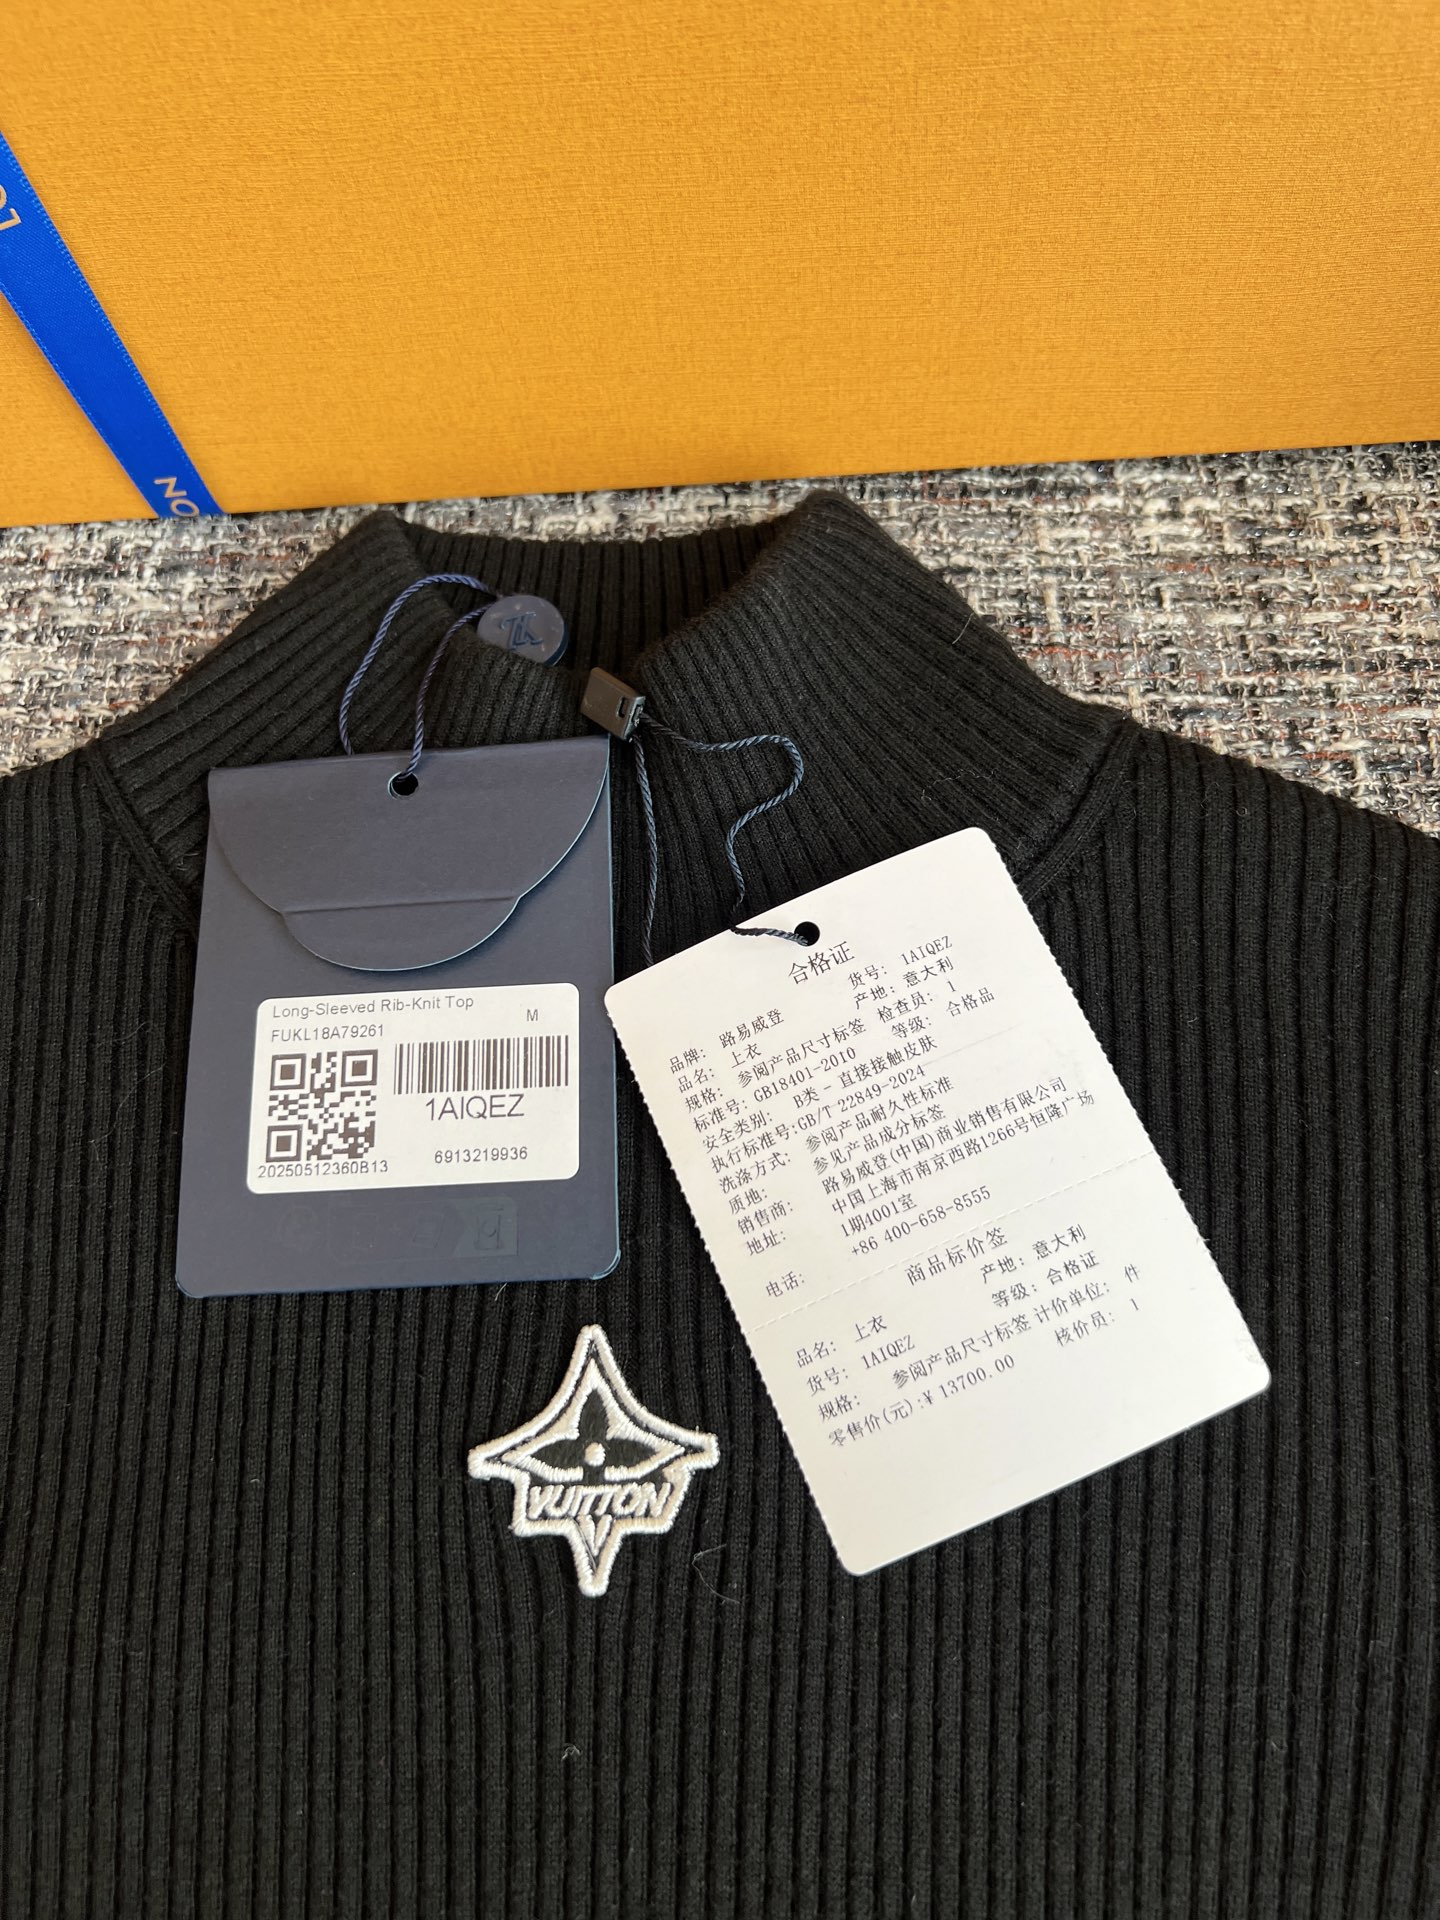 LO
ON
LV
Long-Sleeved Rib-Knit Top
M
FUKL18A79261
1AIQEZ
20250512360B13
6913219936
合格证
货号: 1AIQEZ
品牌: 路易威登 产地: 意大利
品名: 上衣 检查员: 1
规格: 参阅产品尺寸标签 等级: 合格品
标准号: GB18401-2010
安全类别: B类 - 直接接触皮肤
执行标准号:GB/T-22849-2024
洗涤方式: 参阅产品耐久性标准
质地: 参见产品成分标签
销售商: 路易威登(中国)商业销售有限公司
地址: 中国上海市南京西路1266号恒隆广场
1期4001室
电话: +86 400-658-8555
商品标价签
产地: 意大利
品名: 上衣 等级: 合格证
货号: 1AIQEZ 计价单位: 件
规格: 参阅产品尺寸标签 核价员: 1
零售价(元):¥ 13700.00
VUITTON